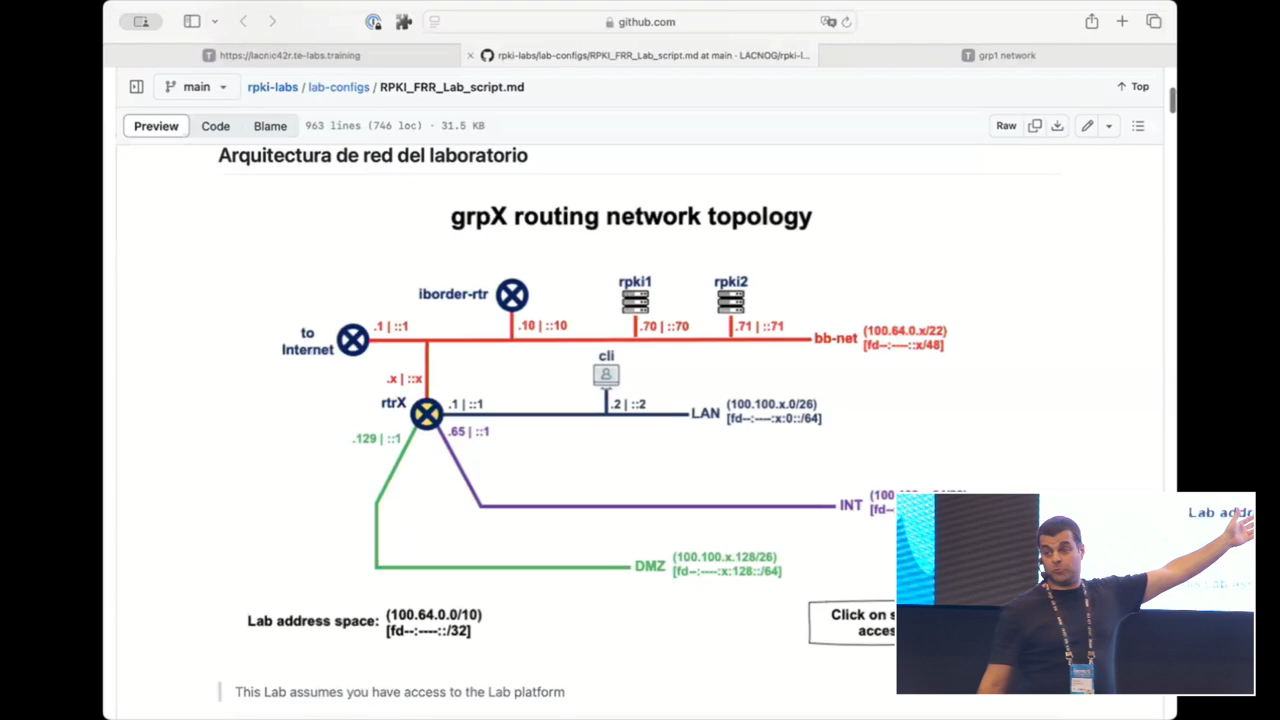 github.com
https://lacnic42r.te-labs.training
rpki-labs/lab-configs/RPKI_FRR_Lab_script.md at main · LACNOG/rpki-l...
grp1 network
main
rpki-labs / lab-configs / RPKI_FRR_Lab_script.md
Top
Preview
Code
Blame
963 lines (746 loc) · 31.5 KB
Raw
Arquitectura de red del laboratorio
grpX routing network topology
iborder-rtr
rpki1
rpki2
to
Internet
.1 | ::1
.10 | ::10
.70 | ::70
.71 | ::71
bb-net
(100.64.0.x/22)
[fd--:----::x/48]
.x | ::x
cli
rtrX
.1 | ::1
.2 | ::2
LAN
(100.100.x.0/26)
[fd--:----:x:0::/64]
.129 | ::1
.65 | ::1
INT
(100
[fd--
DMZ
(100.100.x.128/26)
[fd--:----:x:128::/64]
Lab address space:
(100.64.0.0/10)
[fd--:----::/32]
Click on s
acces
Lab addr
This Lab assumes you have access to the Lab platform